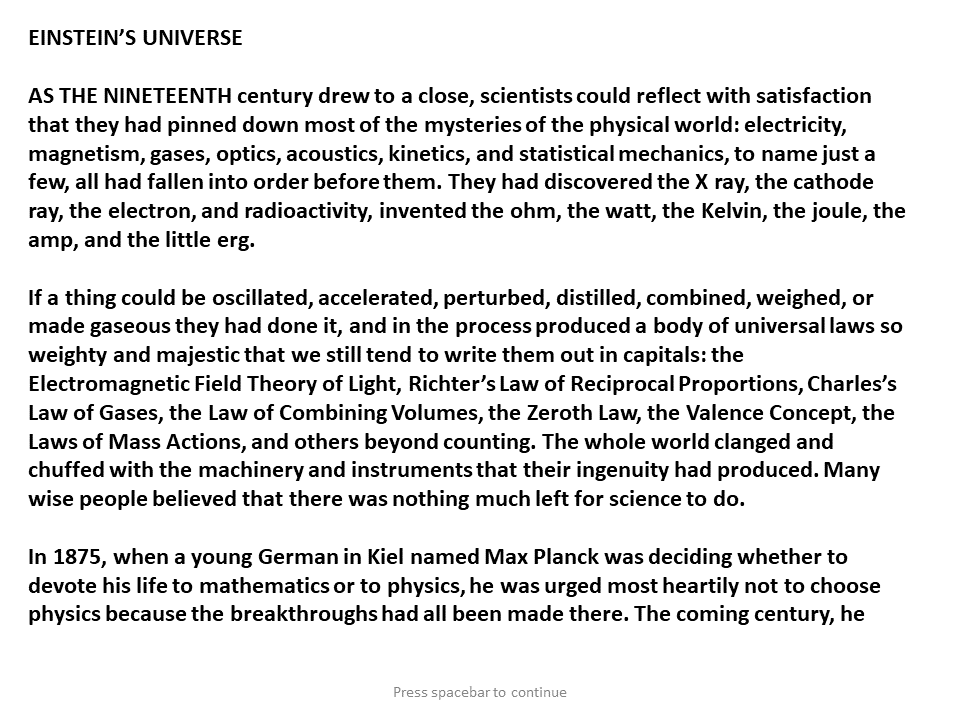 EINSTEIN’S UNIVERSE
AS THE NINETEENTH century drew to a close, scientists could reflect with satisfaction
that they had pinned down most of the mysteries of the physical world: electricity,
magnetism, gases, optics, acoustics, kinetics, and statistical mechanics, to name just a
few, all had fallen into order before them. They had discovered the X ray, the cathode
ray, the electron, and radioactivity, invented the ohm, the watt, the Kelvin, the joule, the
amp, and the little erg.
If a thing could be oscillated, accelerated, perturbed, distilled, combined, weighed, or
made gaseous they had done it, and in the process produced a body of universal laws so
weighty and majestic that we still tend to write them out in capitals: the
Electromagnetic Field Theory of Light, Richter’s Law of Reciprocal Proportions, Charles’s
Law of Gases, the Law of Combining Volumes, the Zeroth Law, the Valence Concept, the
Laws of Mass Actions, and others beyond counting. The whole world clanged and
chuffed with the machinery and instruments that their ingenuity had produced. Many
wise people believed that there was nothing much left for science to do.
In 1875, when a young German in Kiel named Max Planck was deciding whether to
devote his life to mathematics or to physics, he was urged most heartily not to choose
physics because the breakthroughs had all been made there. The coming century, he
Press spacebar to continue